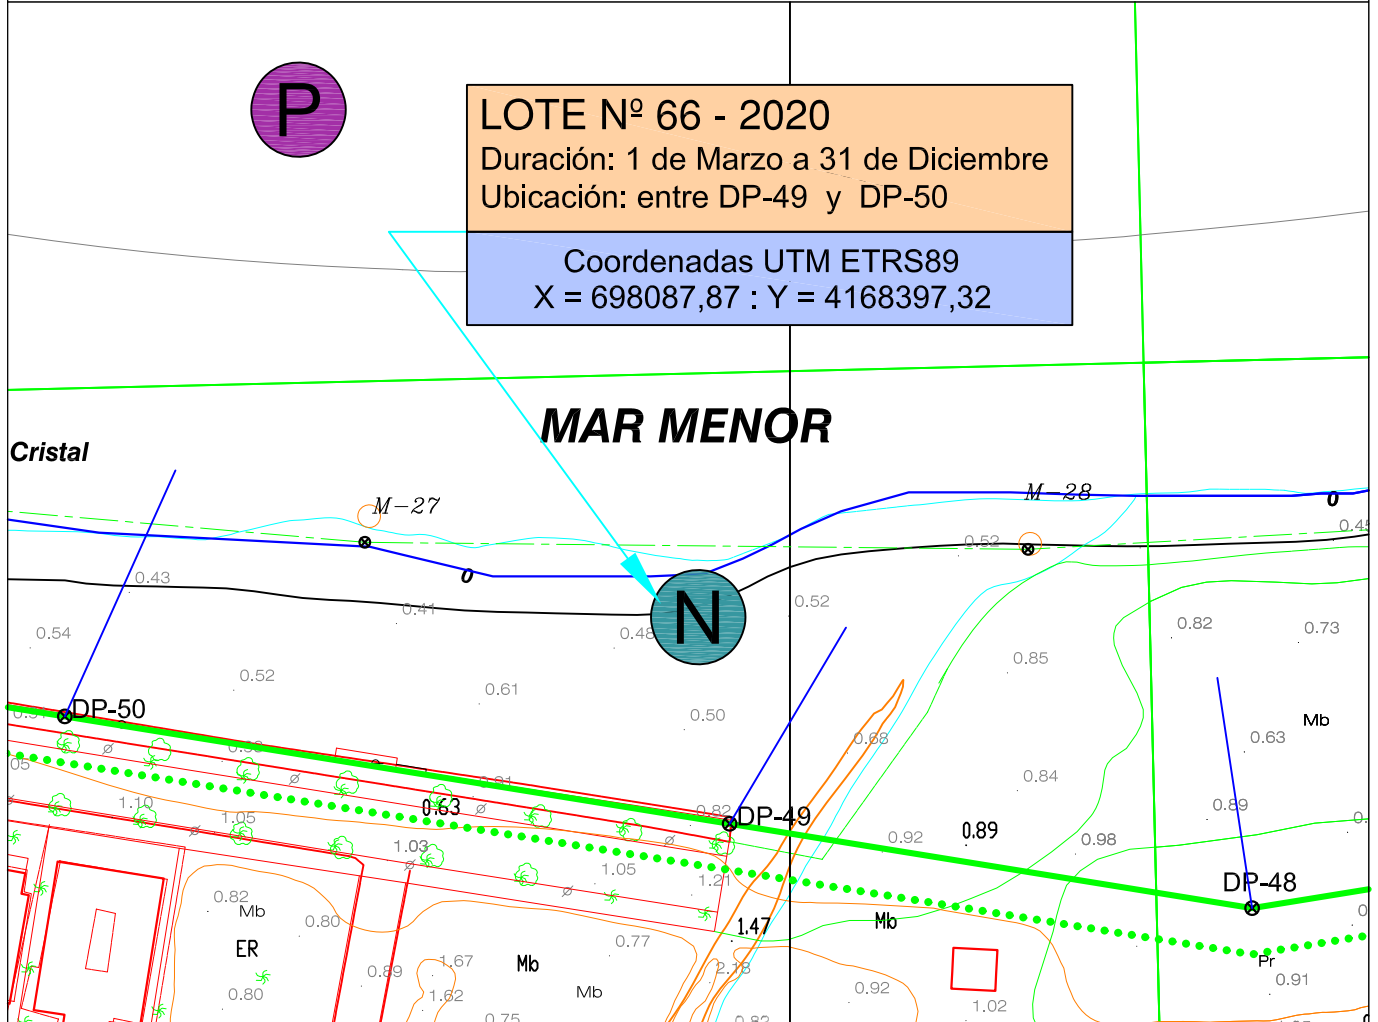 P
LOTE Nº 66 - 2020
Duración: 1 de Marzo a 31 de Diciembre
Ubicación: entre DP-49 y DP-50
Coordenadas UTM ETRS89
X = 698087,87 : Y = 4168397,32
MAR MENOR
Cristal
M-27
M-28
0
0
0.52
0.43
0.41
0.52
0.54
0.48
N
0.82
0.73
0.85
0.52
0.61
0.50
DP-50
Mb
0.68
0.63
0.84
0.91
1.10
1.05
0.63
0.82
DP-49
0.89
0.92
0.89
0.98
1.03
1.05
1.21
DP-48
0.82
Mb
0.80
ER
0.77
1.47
Mb
0.89
1.67
Mb
2.18
Pr
0.91
0.80
1.62
Mb
0.92
1.02
0.75